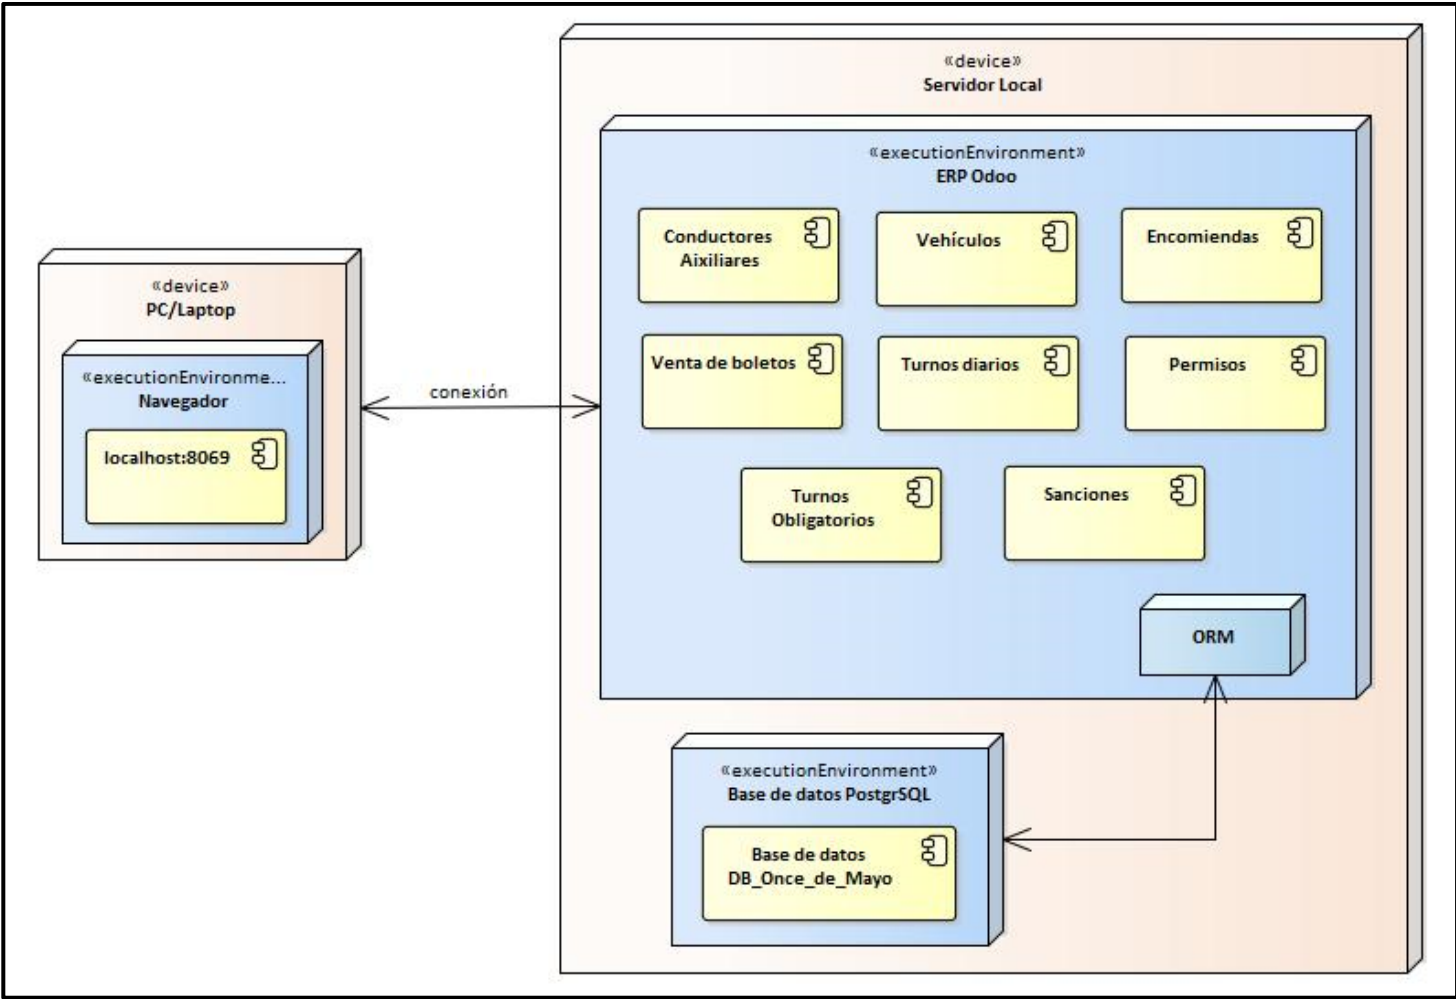 «device»
Servidor Local
«executionEnvironment»
ERP Odoo
Conductores
Aixiliares
Vehículos
Encomiendas
Venta de boletos
Turnos diarios
Permisos
Turnos
Obligatorios
Sanciones
ORM
«device»
PC/Laptop
«executionEnvironme...
Navegador
localhost:8069
conexión
«executionEnvironment»
Base de datos PostgrSQL
Base de datos
DB_Once_de_Mayo